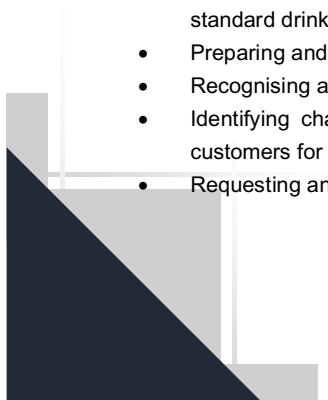 standard drink
• Preparing and
• Recognising a
• Identifying cha
customers for
• Requesting an